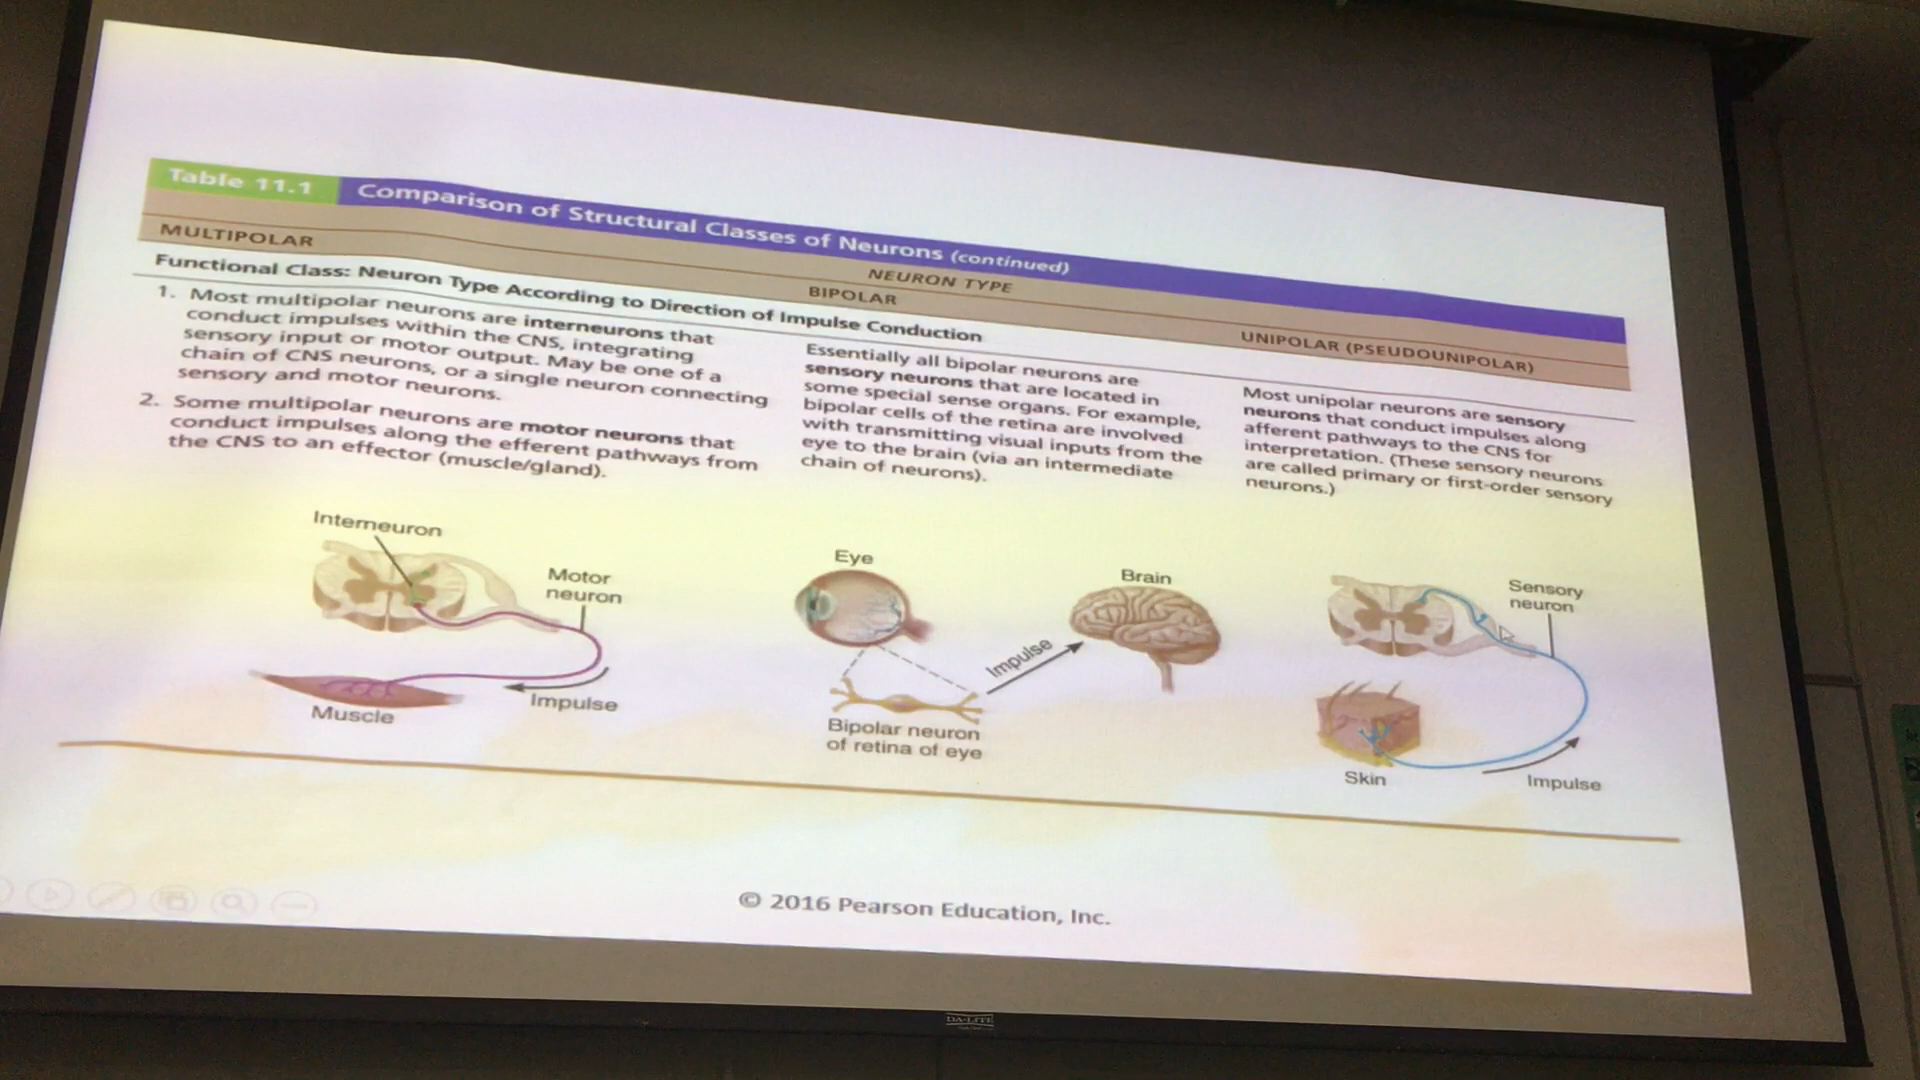 Table 11.1 Comparison of Structural Classes of Neurons (continued)
NEURON TYPE
MULTIPOLAR
BIPOLAR
UNIPOLAR (PSEUDOUNIPOLAR)
Functional Class: Neuron Type According to Direction of Impulse Conduction
1. Most multipolar neurons are interneurons that
conduct impulses within the CNS, integrating
sensory input or motor output. May be one of a
chain of CNS neurons, or a single neuron connecting
sensory and motor neurons.
2. Some multipolar neurons are motor neurons that
conduct impulses along the efferent pathways from
the CNS to an effector (muscle/gland).
Essentially all bipolar neurons are
sensory neurons that are located in
some special sense organs. For example,
bipolar cells of the retina are involved
with transmitting visual inputs from the
eye to the brain (via an intermediate
chain of neurons).
Most unipolar neurons are sensory
neurons that conduct impulses along
afferent pathways to the CNS for
interpretation. (These sensory neurons
are called primary or first-order sensory
neurons.)
Interneuron
Motor
neuron
Impulse
Muscle
Eye
Brain
Impulse
Bipolar neuron
of retina of eye
Sensory
neuron
Skin
Impulse
© 2016 Pearson Education, Inc.
DA-LITE